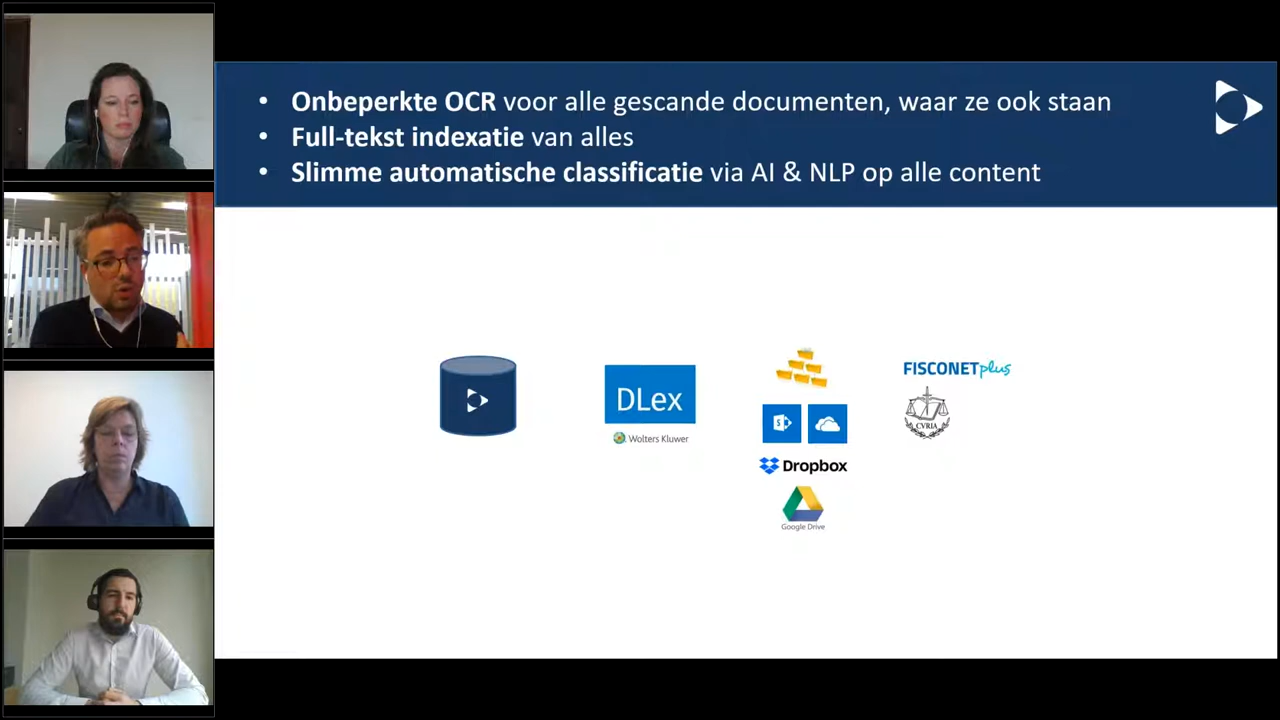 • Onbeperkte OCR voor alle gescande documenten, waar ze ook staan
• Full-tekst indexatie van alles
• Slimme automatische classificatie via AI & NLP op alle content
DLex
Wolters Kluwer
S
Dropbox
Google Drive
FISCONETplus
CVRIA